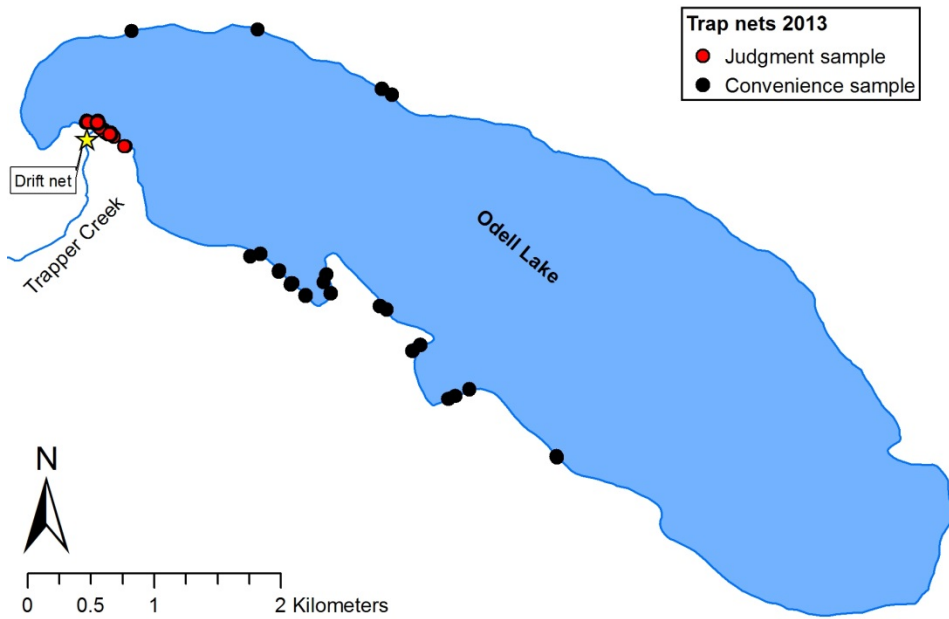 Trap nets 2013
Judgment sample
Convenience sample
Drift net
Trapper Creek
Odell Lake
N
0 0.5 1 2 Kilometers